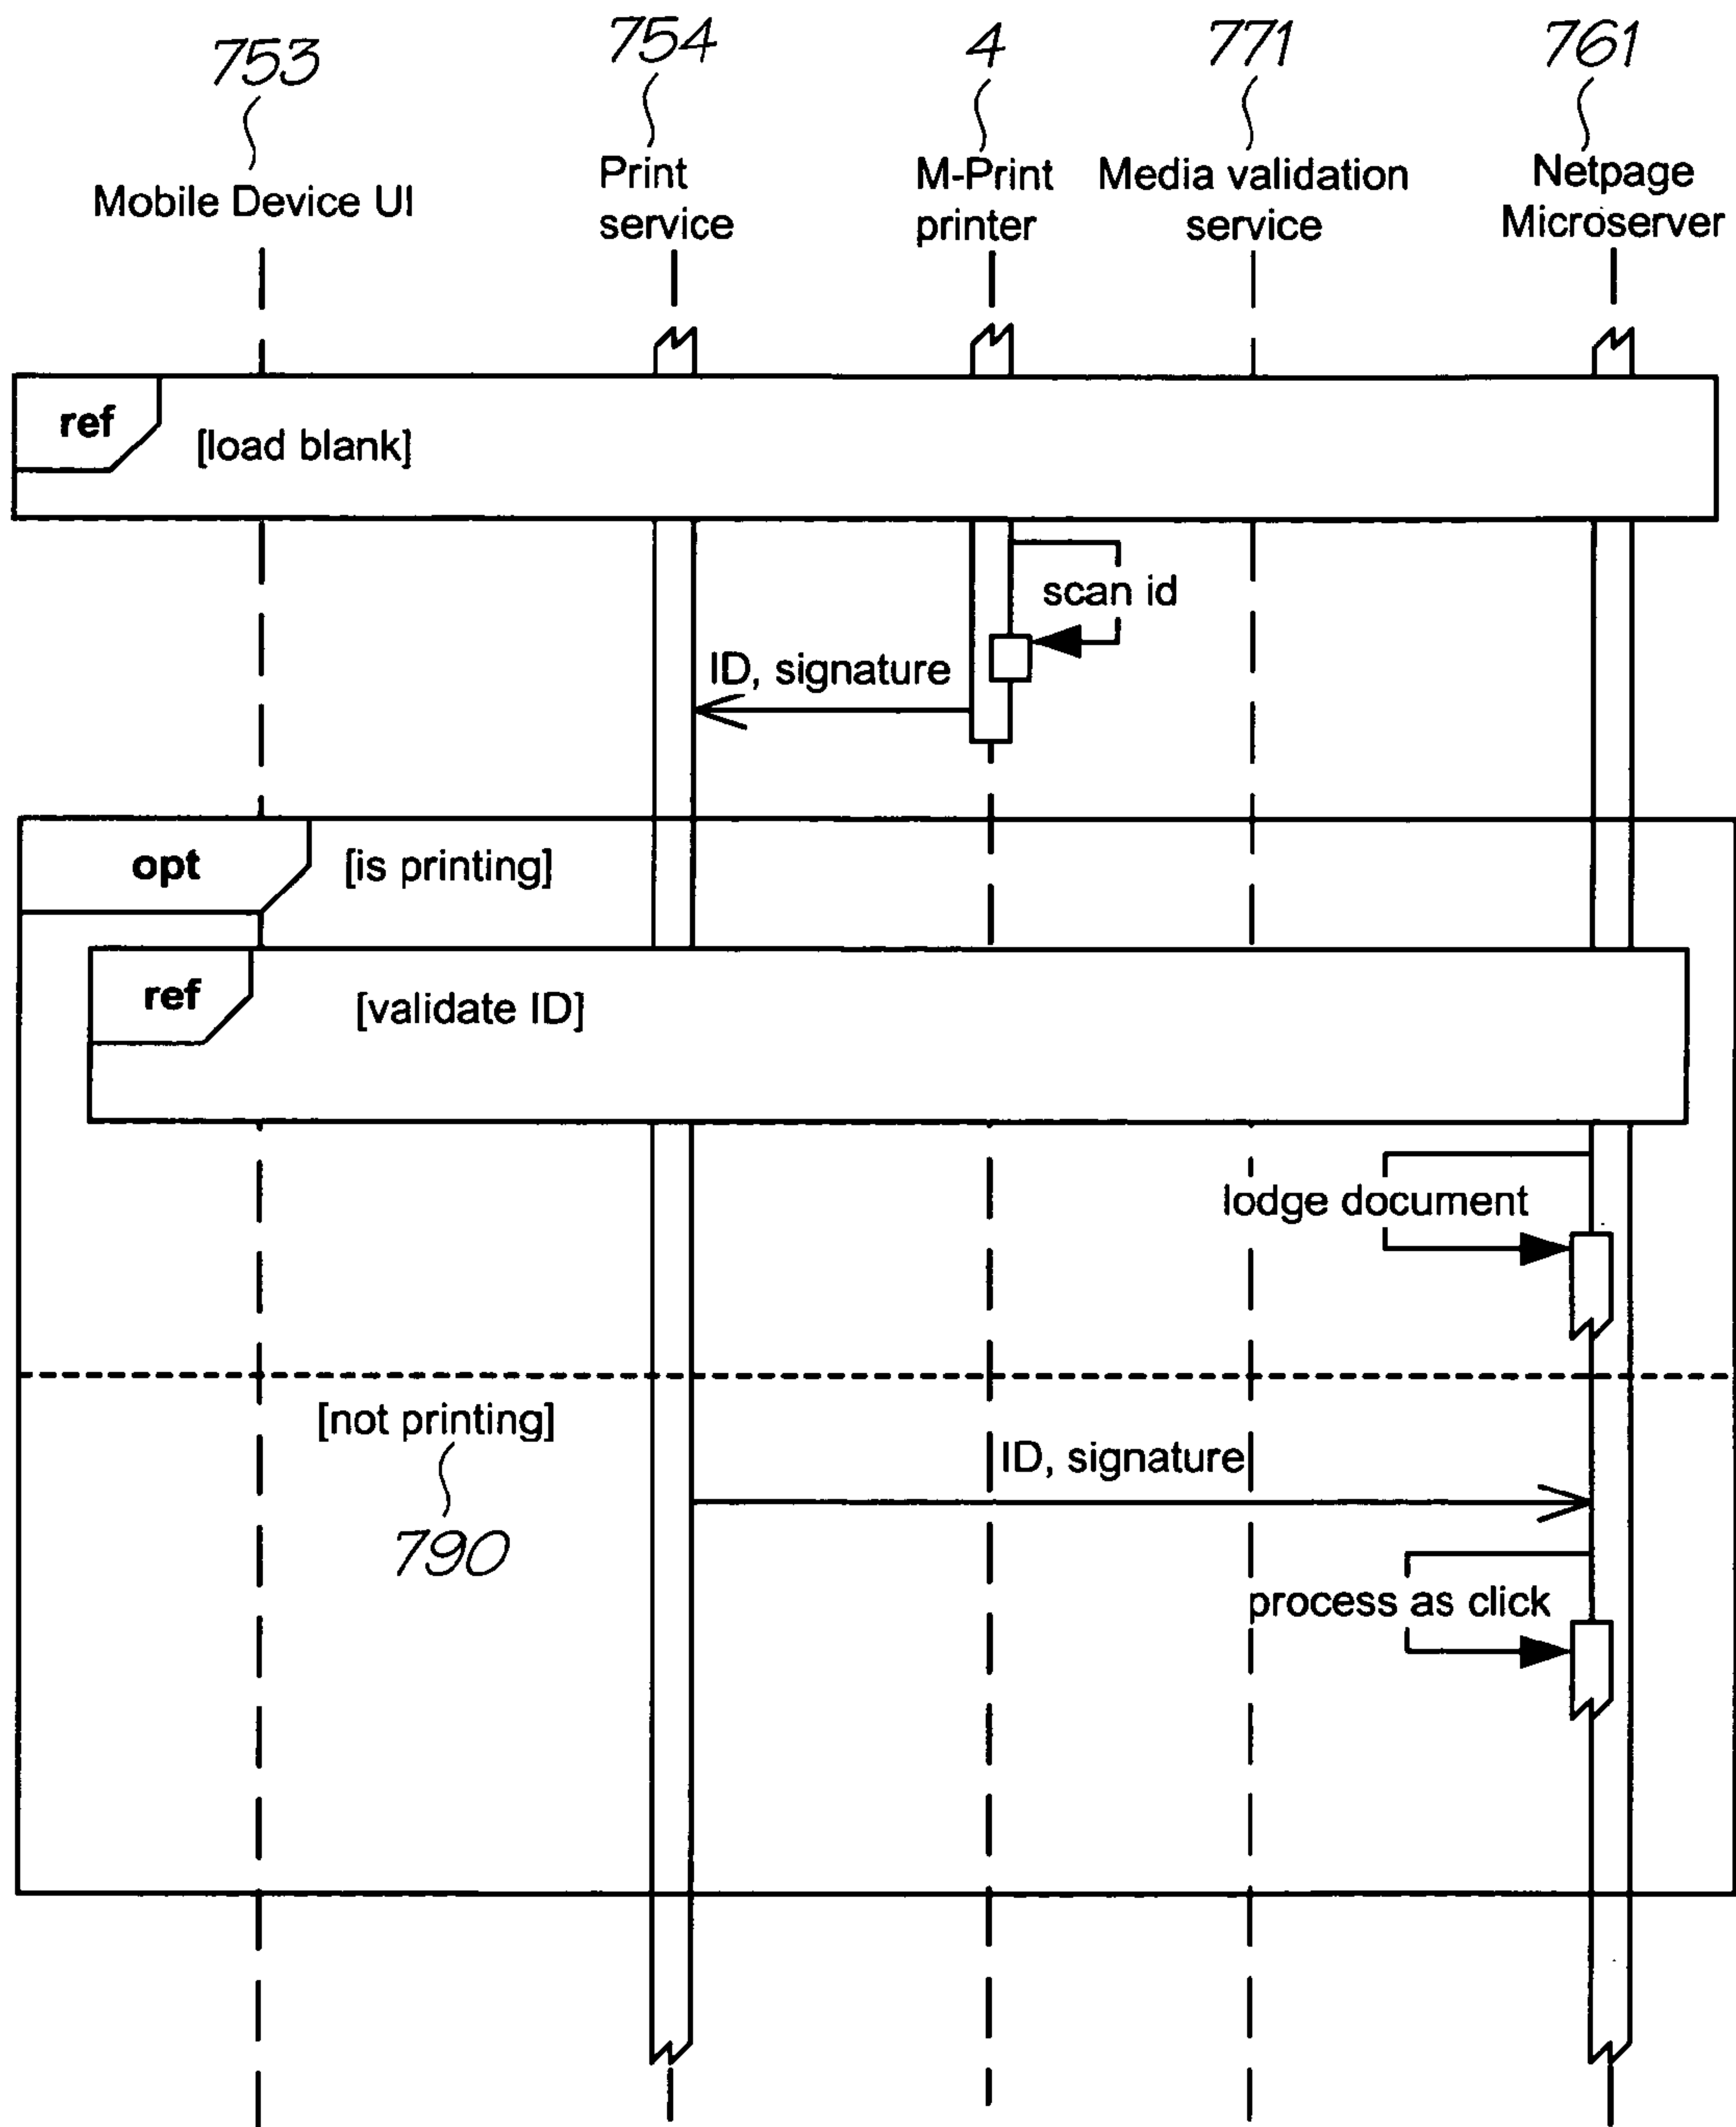 753
754
4
771
761
Mobile Device UI
Print
service
M-Print
printer
Media validation
service
Netpage
Microserver
ref
[load blank]
scan id
ID, signature
opt
[is printing]
ref
[validate ID]
lodge document
[not printing]
ID, signature
790
process as click